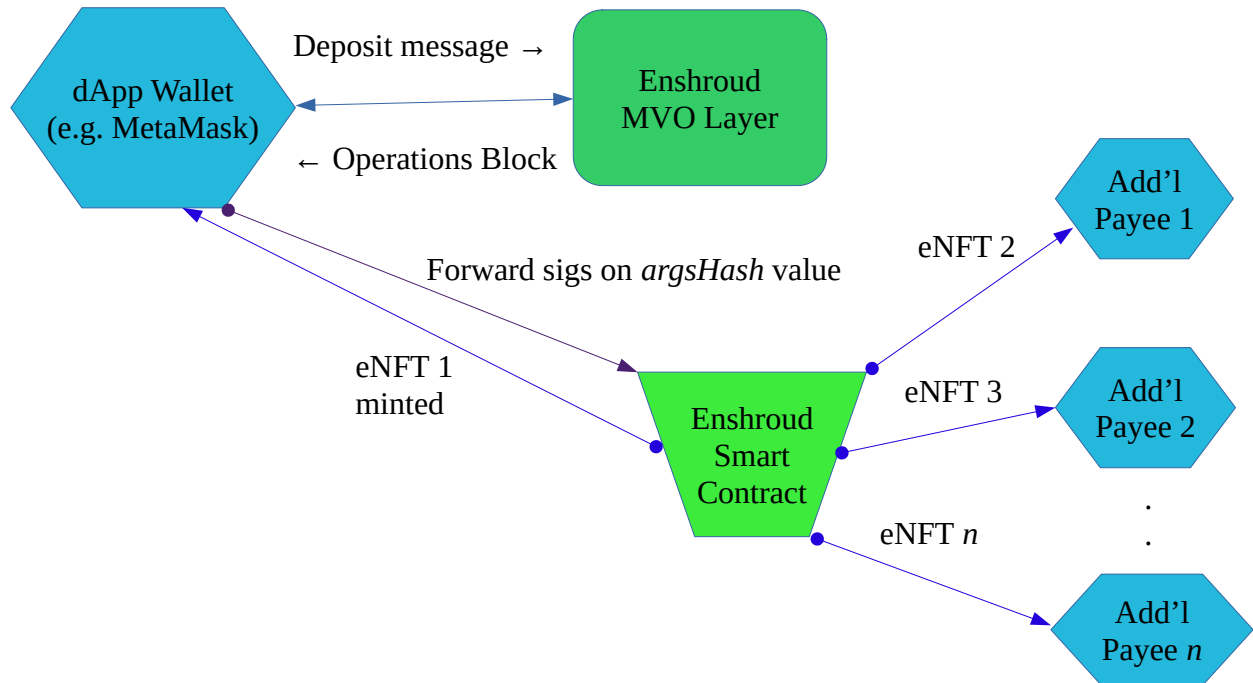 Deposit message →
dApp Wallet
(e.g. MetaMask)
Enshroud
MVO Layer
← Operations Block
Add’l
Payee 1
eNFT 2
Forward sigs on argsHash value
eNFT 1
minted
eNFT 3
Enshroud
Smart
Contract
Add’l
Payee 2
.
.
eNFT n
Add’l
Payee n